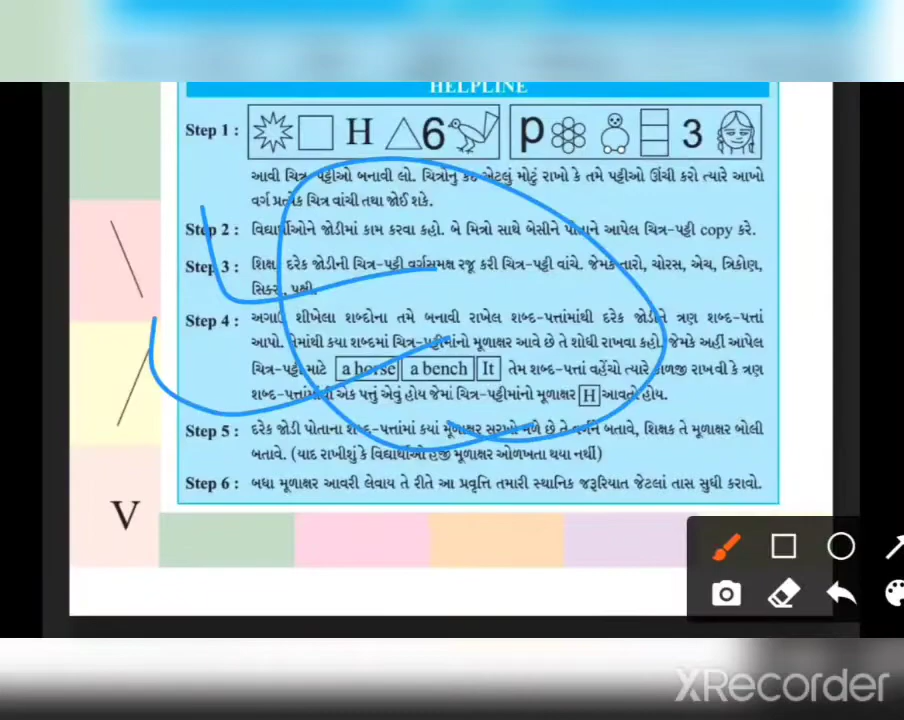 HELPLINE
Step 1 : H 6 p 3
આવી ચિત્ર-પટ્ટીઓ બનાવી લો. ચિત્રોનું કદ એટલું મોટું રાખો કે તમે પટ્ટીઓ ઊંચી કરો ત્યારે આખો
વર્ગ પ્રત્યેક ચિત્ર વાંચી તથા જોઈ શકે.
Step 2 : વિદ્યાર્થીઓને જોડીમાં કામ કરવા કહો. બે મિત્રો સાથે બેસીને પોતાને આપેલ ચિત્ર-પટ્ટી copy કરે.
Step 3 : શિક્ષક દરેક જોડીની ચિત્ર-પટ્ટી વર્ગસમક્ષ રજૂ કરી ચિત્ર-પટ્ટી વાંચે. જેમકે તારો, ચોરસ, એચ, ત્રિકોણ,
સિક્સ, પક્ષી.
Step 4 : અગાઉ શીખેલા શબ્દોના તમે બનાવી રાખેલ શબ્દ-પત્તાંમાંથી દરેક જોડીને ત્રણ શબ્દ-પત્તાં
આપો. તેમાંથી કયા શબ્દમાં ચિત્ર-પટ્ટીમાંનો મૂળાક્ષર આવે છે તે શોધી રાખવા કહો. જેમકે અહીં આપેલ
ચિત્ર-પટ્ટી માટે a horse a bench It તેમ શબ્દ-પત્તાં વહેંચો ત્યારે કાળજી રાખવી કે ત્રણ
શબ્દ-પત્તાંમાંથી એક પત્તું એવું હોય જેમાં ચિત્ર-પટ્ટીમાંનો મૂળાક્ષર H આવતો હોય.
Step 5 : દરેક જોડી પોતાના શબ્દ-પત્તાંમાં કયાં મૂળાક્ષર સરખો મળે છે તે વર્ગને બતાવે, શિક્ષક તે મૂળાક્ષર બોલી
બતાવે. (યાદ રાખીશું કે વિદ્યાર્થીઓ હજી મૂળાક્ષર ઓળખતા થયા નથી)
Step 6 : બધા મૂળાક્ષર આવરી લેવાય તે રીતે આ પ્રવૃત્તિ તમારી સ્થાનિક જરૂરિયાત જેટલાં તાસ સુધી કરાવો.
V
XRecorder